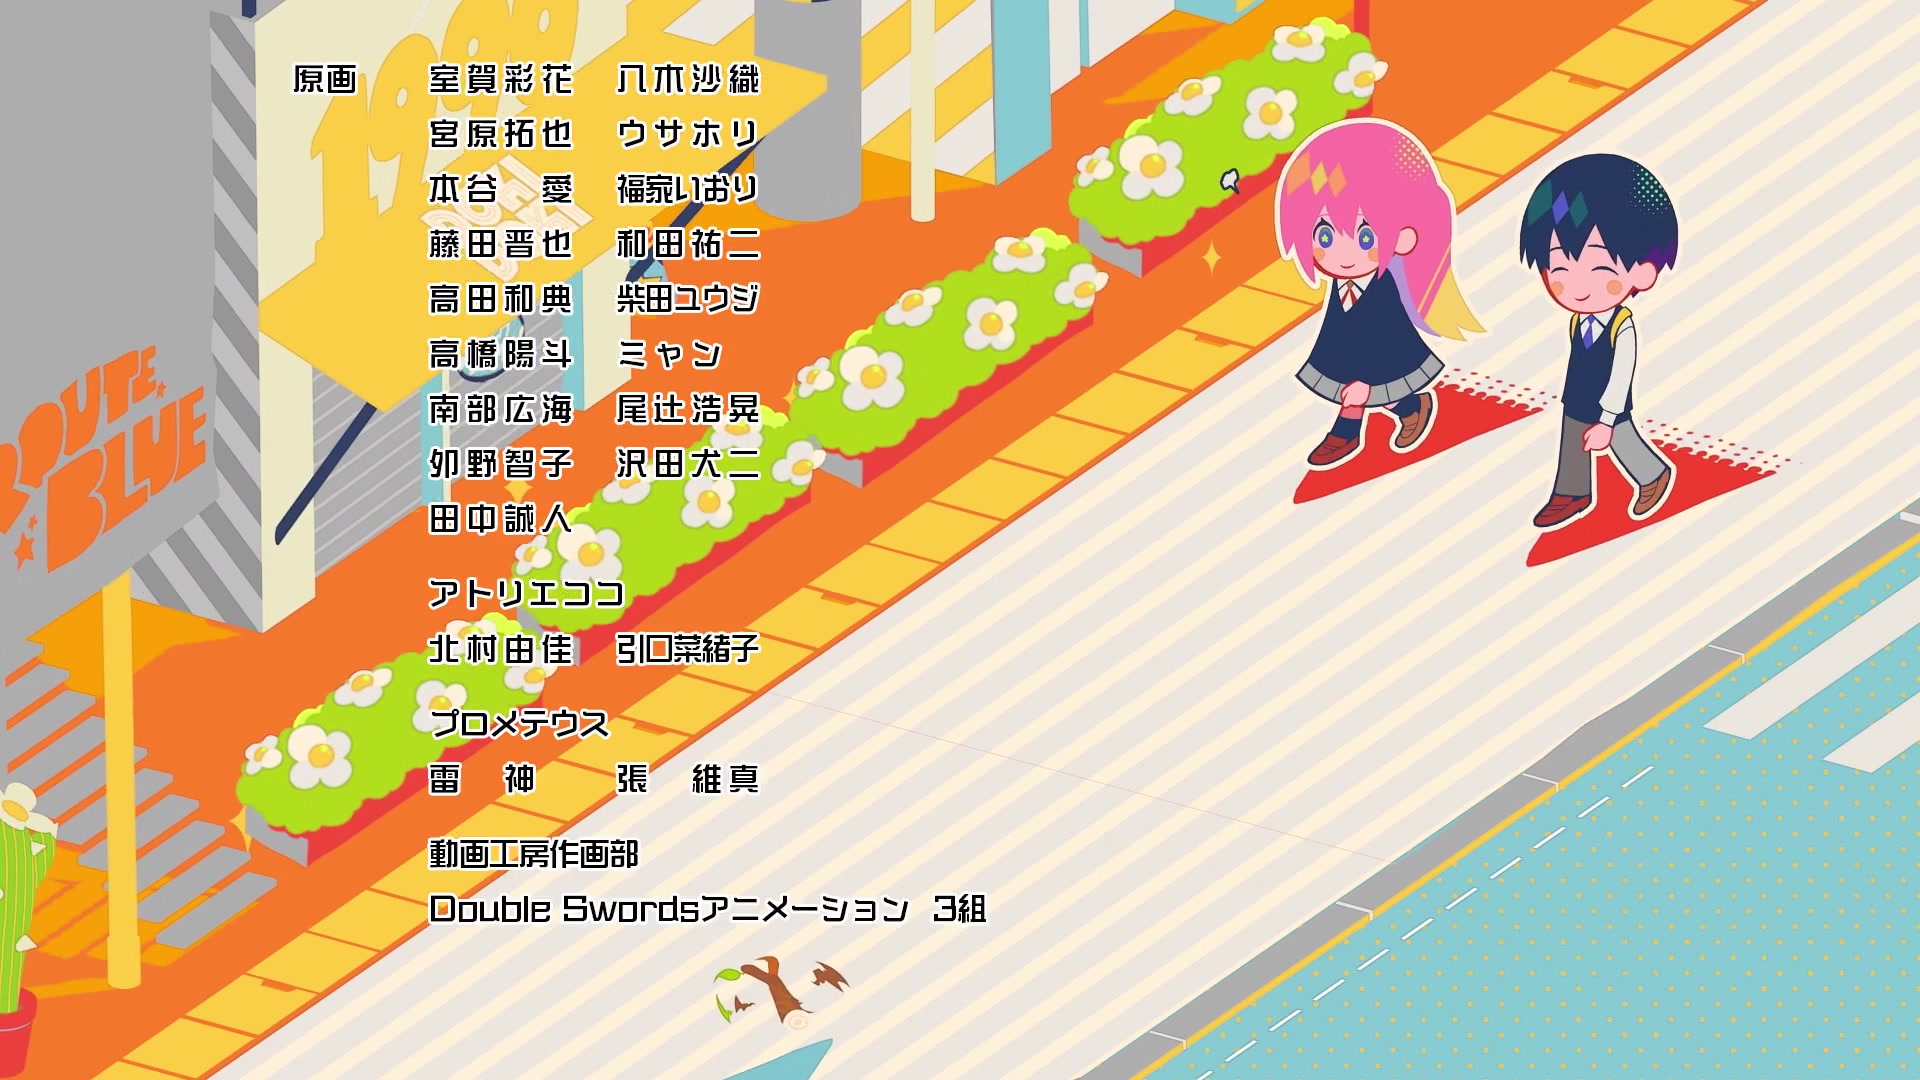 原画 室賀彩花 八木沙織
宮原拓也 ウサホリ
本谷 愛 福家いおり
藤田晋也 和田祐二
高田和典 柴田ユウジ
高橋陽斗 ミャン
南部広海 尾辻浩晃
卯野智子 沢田犬二
田中誠人
アトリエココ
北村由佳 引口菜緒子
プロメテウス
雷 神 張 維真
動画工房作画部
Double Swordsアニメーション 3組
ROUTE
BLUE
1998